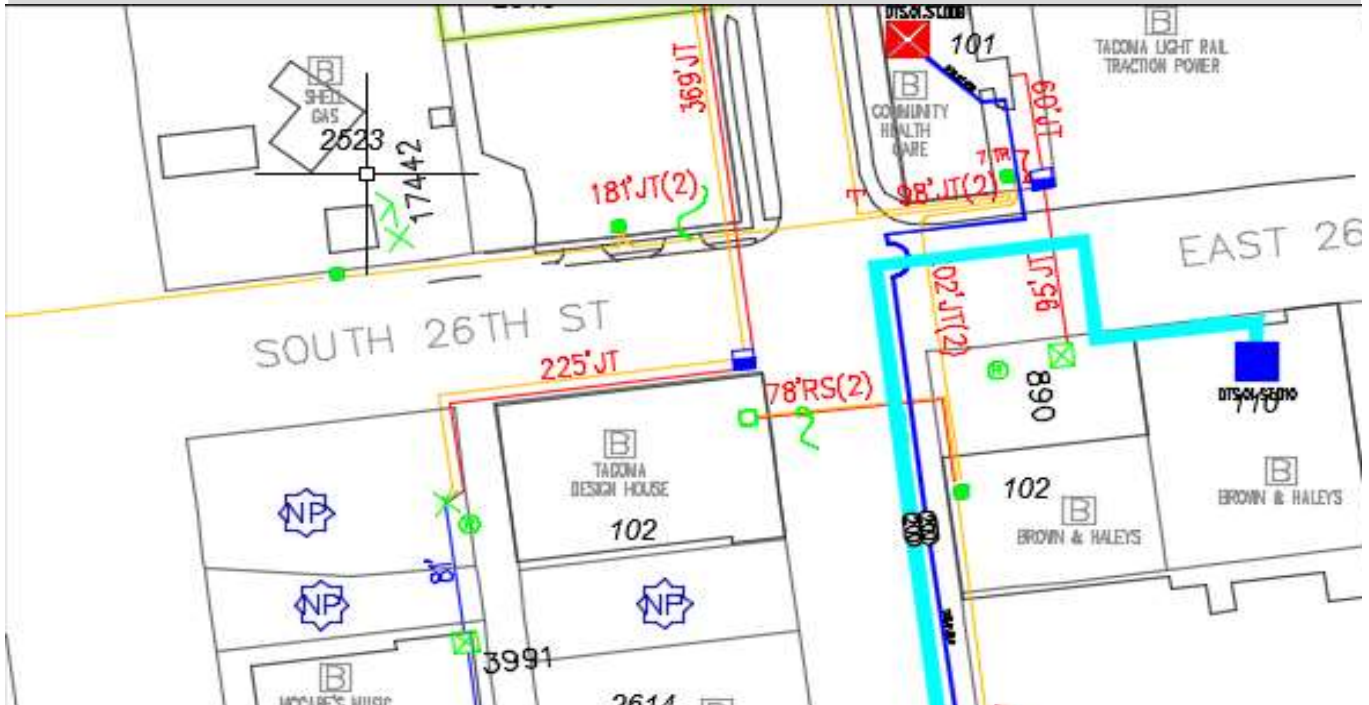 101
B
TACOMA LIGHT RAIL
TRACTION POWER
B
SHELL
GAS
2523
17442
369'JT
B
COMMUNITY
HEALTH
CARE
60'JT
181'JT(2)
98'JT(2)
EAST 26
SOUTH 26TH ST
95'JT
02'JT(2)
225'JT
78'RS(2)
890
110
B
TACOMA
DESIGN HOUSE
102
B
BROWN & HALEYS
102
B
BROWN & HALEYS
NP
81'
NP
NP
3991
B
2614